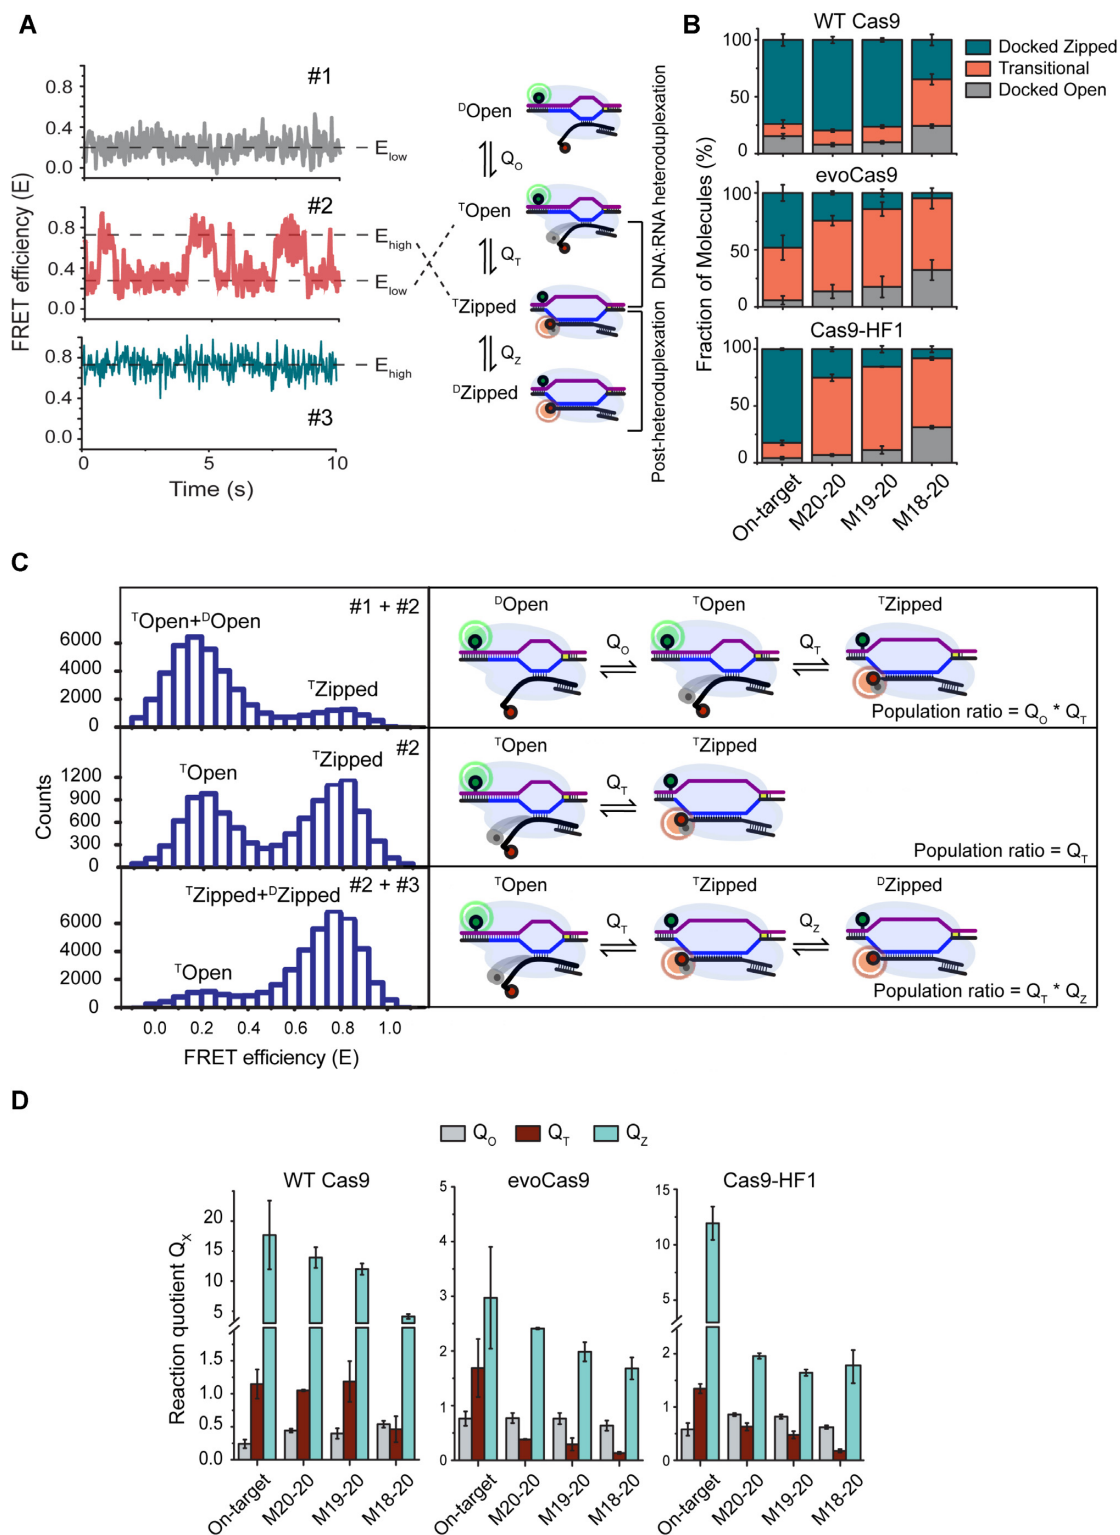 A
FRET efficiency (E)
0.8
0.4
0.0
#1
E_low
0.8
0.4
0.0
#2
E_high
E_low
0.8
0.4
0.0
#3
E_high
0
5
10
Time (s)
ᴰOpen
Q_O
ᵀOpen
Q_T
ᵀZipped
Q_Z
ᴰZipped
DNA:RNA heteroduplexation
Post-heteroduplexation
B
Fraction of Molecules (%)
WT Cas9
100
50
0
Docked Zipped
Transitional
Docked Open
evoCas9
100
50
0
Cas9-HF1
100
50
0
On-target
M20-20
M19-20
M18-20
C
Counts
#1 + #2
ᵀOpen+ᴰOpen
ᵀZipped
6000
4000
2000
0
ᴰOpen
Q_O
ᵀOpen
Q_T
ᵀZipped
Population ratio = Q_O * Q_T
#2
ᵀOpen
ᵀZipped
1200
900
600
300
0
ᵀOpen
Q_T
ᵀZipped
Population ratio = Q_T
#2 + #3
ᵀZipped+ᴰZipped
ᵀOpen
6000
4000
2000
0
ᵀOpen
Q_T
ᵀZipped
Q_Z
ᴰZipped
Population ratio = Q_T * Q_Z
0.0 0.2 0.4 0.6 0.8 1.0
FRET efficiency (E)
D
Q_O Q_T Q_Z
Reaction quotient Q_X
WT Cas9
20
15
10
5
1.5
1.0
0.5
0.0
On-target
M20-20
M19-20
M18-20
evoCas9
5
4
3
2
1
0
On-target
M20-20
M19-20
M18-20
Cas9-HF1
15
10
5
2
1
0
On-target
M20-20
M19-20
M18-20